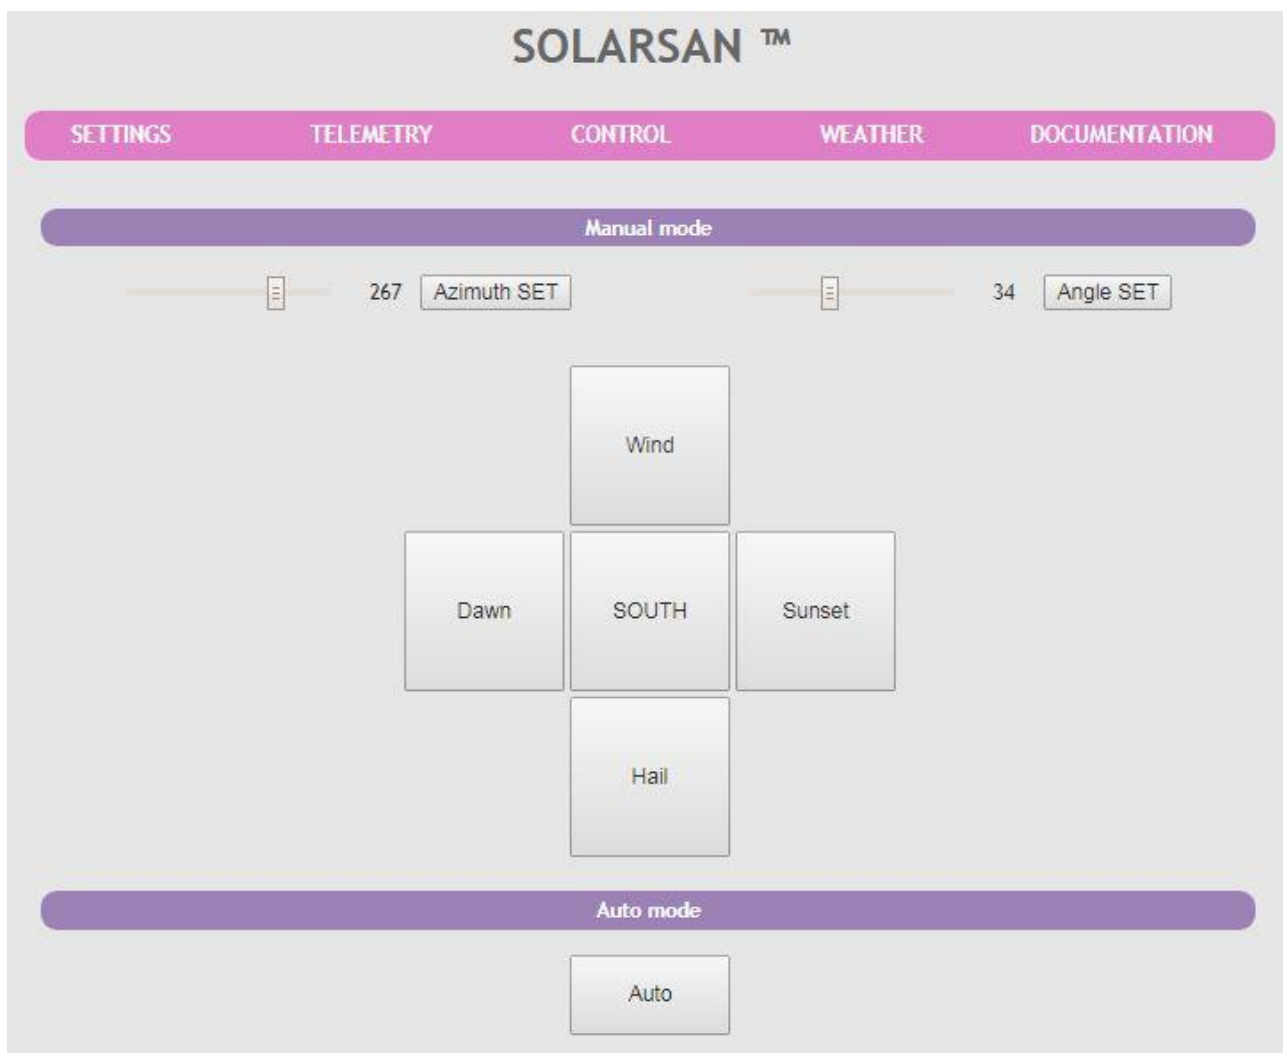 SOLARSAN ™
SETTINGS TELEMETRY CONTROL WEATHER DOCUMENTATION
Manual mode
267 Azimuth SET 34 Angle SET
Wind
Dawn SOUTH Sunset
Hail
Auto mode
Auto